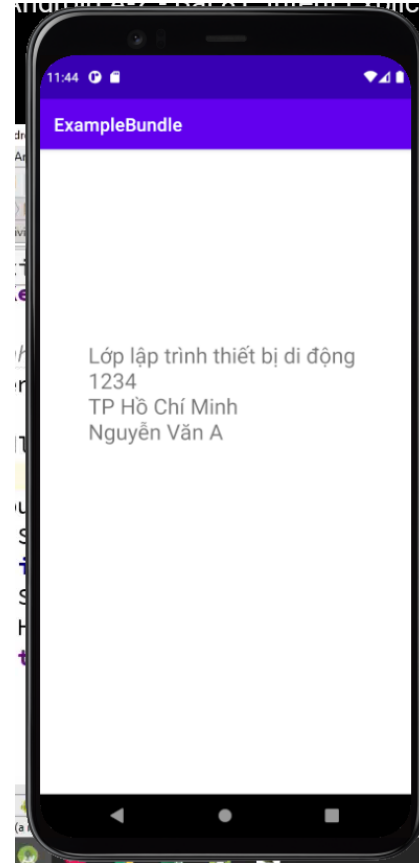 11:44
ExampleBundle
Lớp lập trình thiết bị di động
1234
TP Hồ Chí Minh
Nguyễn Văn A